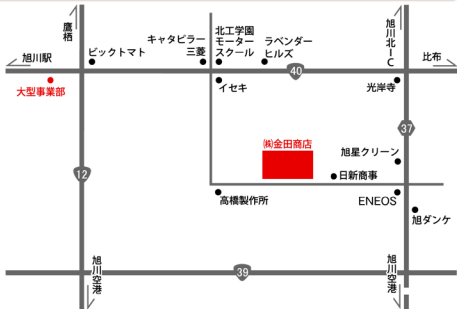 鷹栖
旭川北IC
キャタピラー
三菱
北工学園
モーター
スクール
ラベンダー
ヒルズ
旭川駅
ビックトマト
比布
40
大型事業部
イセキ
光岸寺
37
㈱金田商店
旭星クリーン
12
日新商事
高橋製作所
ENEOS
旭ダンケ
旭川空港
39
旭川空港